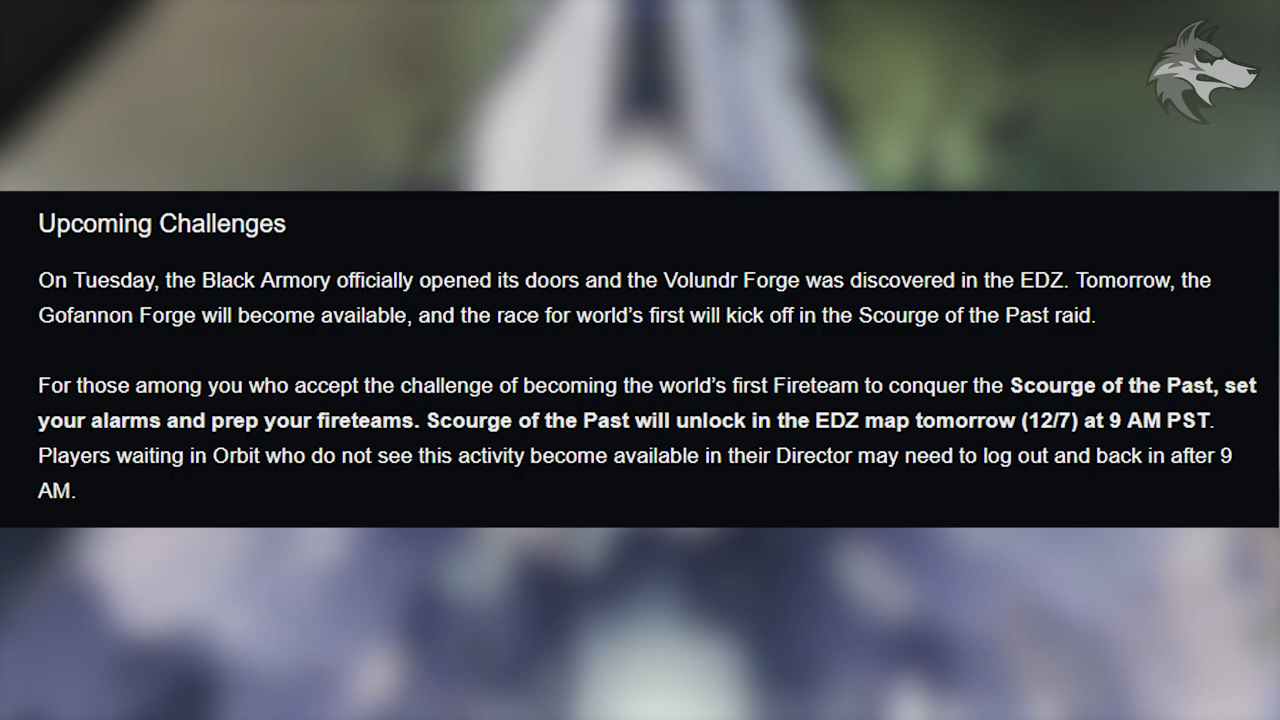 Upcoming Challenges
On Tuesday, the Black Armory officially opened its doors and the Volundr Forge was discovered in the EDZ. Tomorrow, the
Gofannon Forge will become available, and the race for world’s first will kick off in the Scourge of the Past raid.
For those among you who accept the challenge of becoming the world’s first Fireteam to conquer the Scourge of the Past, set
your alarms and prep your fireteams. Scourge of the Past will unlock in the EDZ map tomorrow (12/7) at 9 AM PST.
Players waiting in Orbit who do not see this activity become available in their Director may need to log out and back in after 9
AM.